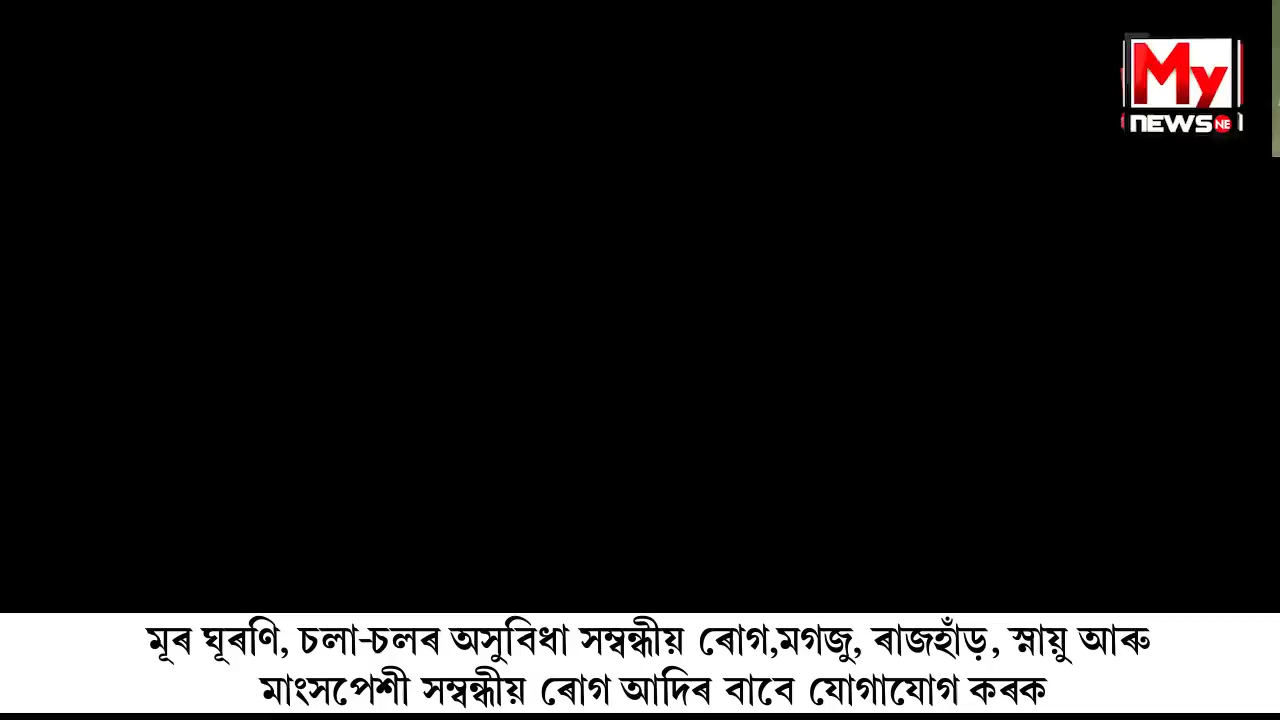 My
NEWS NE
মূৰ ঘূৰণি, চলা-চলৰ অসুবিধা সম্বন্ধীয় ৰোগ,মগজু, ৰাজহাঁড়, স্নায়ু আৰু
মাংসপেশী সম্বন্ধীয় ৰোগ আদিৰ বাবে যোগাযোগ কৰক